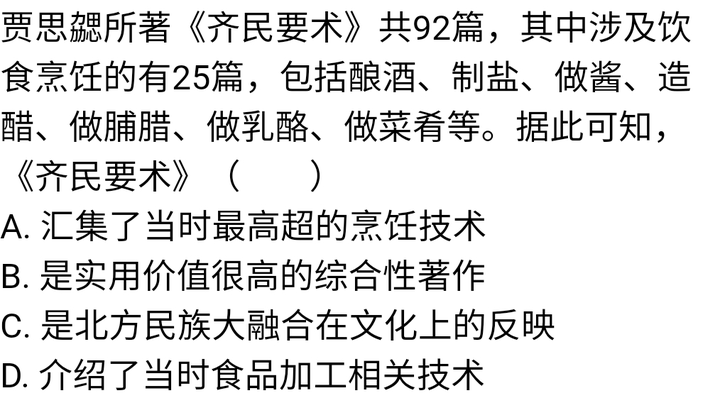 贾思勰所著《齐民要术》共92篇，其中涉及饮
食烹饪的有25篇，包括酿酒、制盐、做酱、造
醋、做脯腊、做乳酪、做菜肴等。据此可知，
《齐民要术》（　　）
A. 汇集了当时最高超的烹饪技术
B. 是实用价值很高的综合性著作
C. 是北方民族大融合在文化上的反映
D. 介绍了当时食品加工相关技术